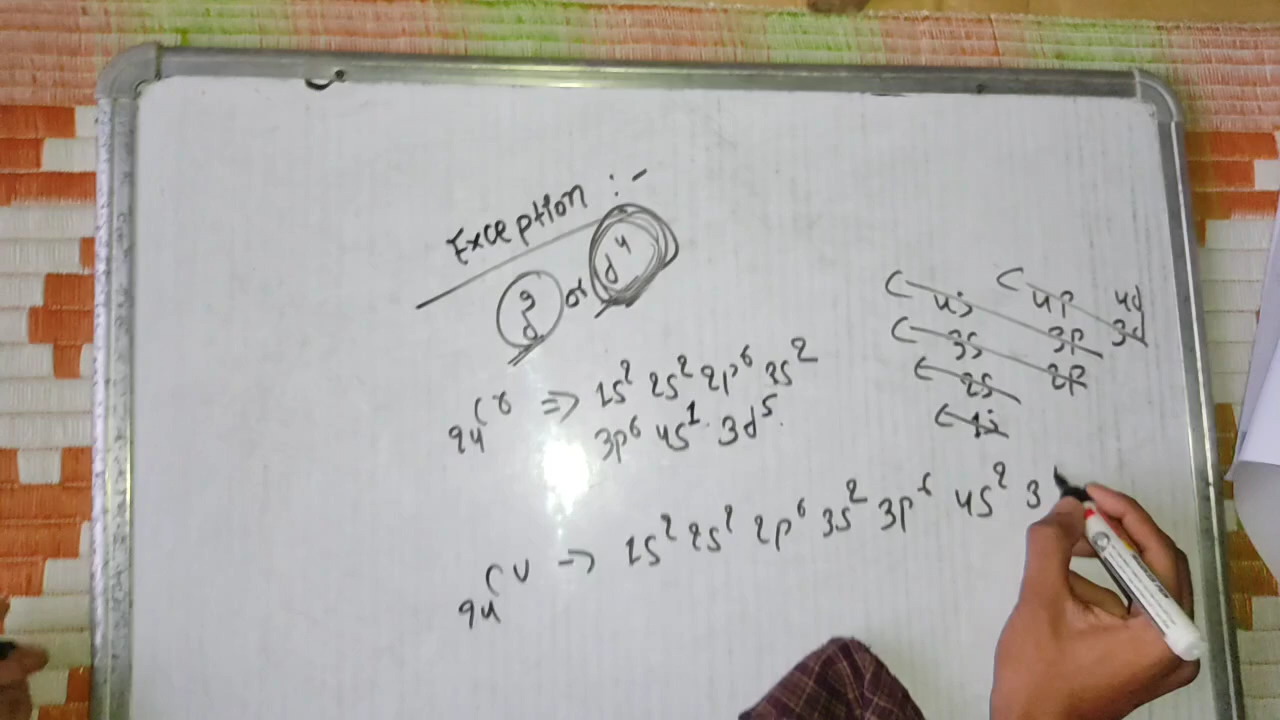 Exception :-
d⁹ or d⁴
₂₄Cr => 1s² 2s² 2p⁶ 3s²
3p⁶ 4s¹ 3d⁵.
₂₄Cu -> 1s² 2s² 2p⁶ 3s² 3p⁶ 4s² 3
4s 4p 4d
3s 3p 3d
2s 2p
1s